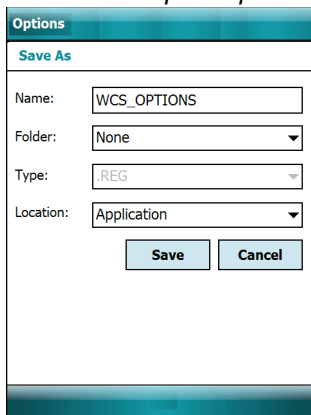 Options
Save As
Name: WCS_OPTIONS
Folder: None
Type: .REG
Location: Application
Save Cancel